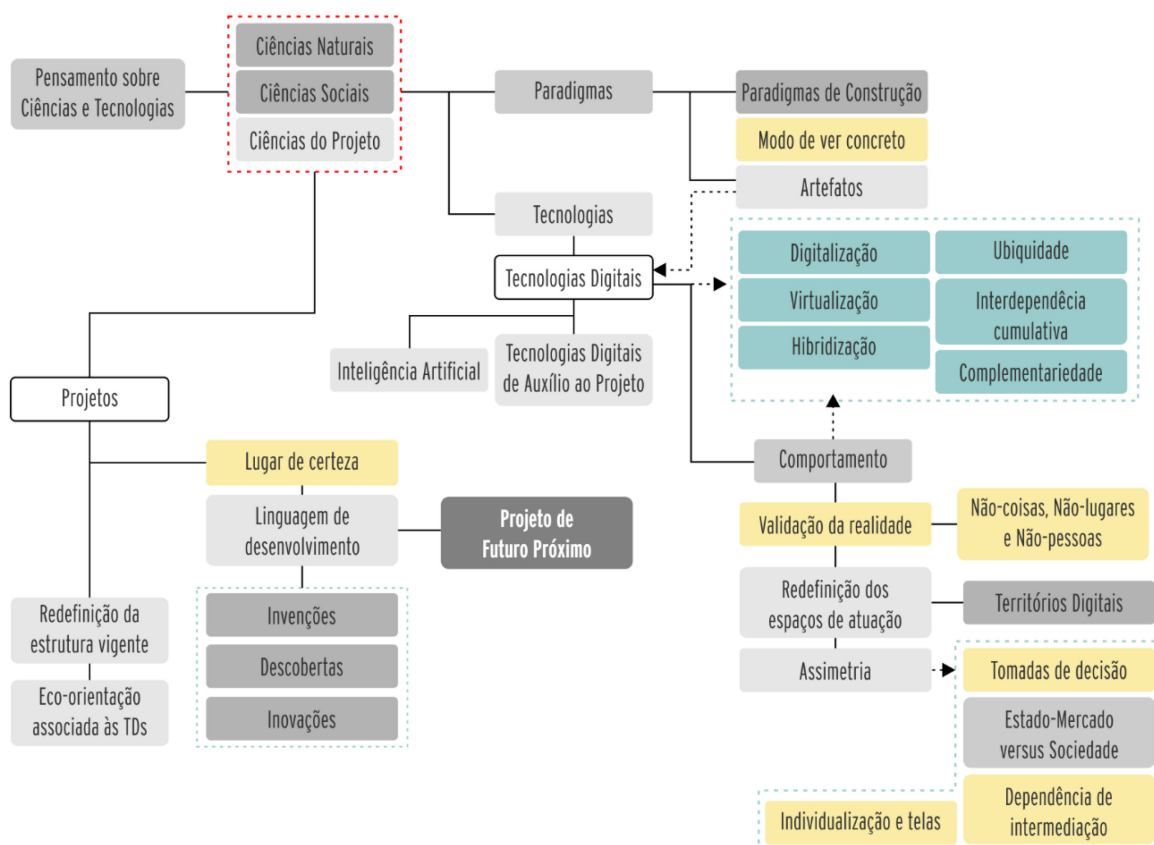 Pensamento sobre
Ciências e Tecnologias
Ciências Naturais
Ciências Sociais
Ciências do Projeto
Paradigmas
Paradigmas de Construção
Modo de ver concreto
Artefatos
Tecnologias
Tecnologias Digitais
Inteligência Artificial
Tecnologias Digitais
de Auxílio ao Projeto
Digitalização
Virtualização
Hibridização
Ubiquidade
Interdependêcia
cumulativa
Complementariedade
Projetos
Lugar de certeza
Linguagem de
desenvolvimento
Projeto de
Futuro Próximo
Invenções
Descobertas
Inovações
Redefinição da
estrutura vigente
Eco-orientação
associada às TDs
Comportamento
Validação da realidade
Não-coisas, Não-lugares
e Não-pessoas
Redefinição dos
espaços de atuação
Territórios Digitais
Assimetria
Tomadas de decisão
Estado-Mercado
versus Sociedade
Dependência de
intermediação
Individualização e telas